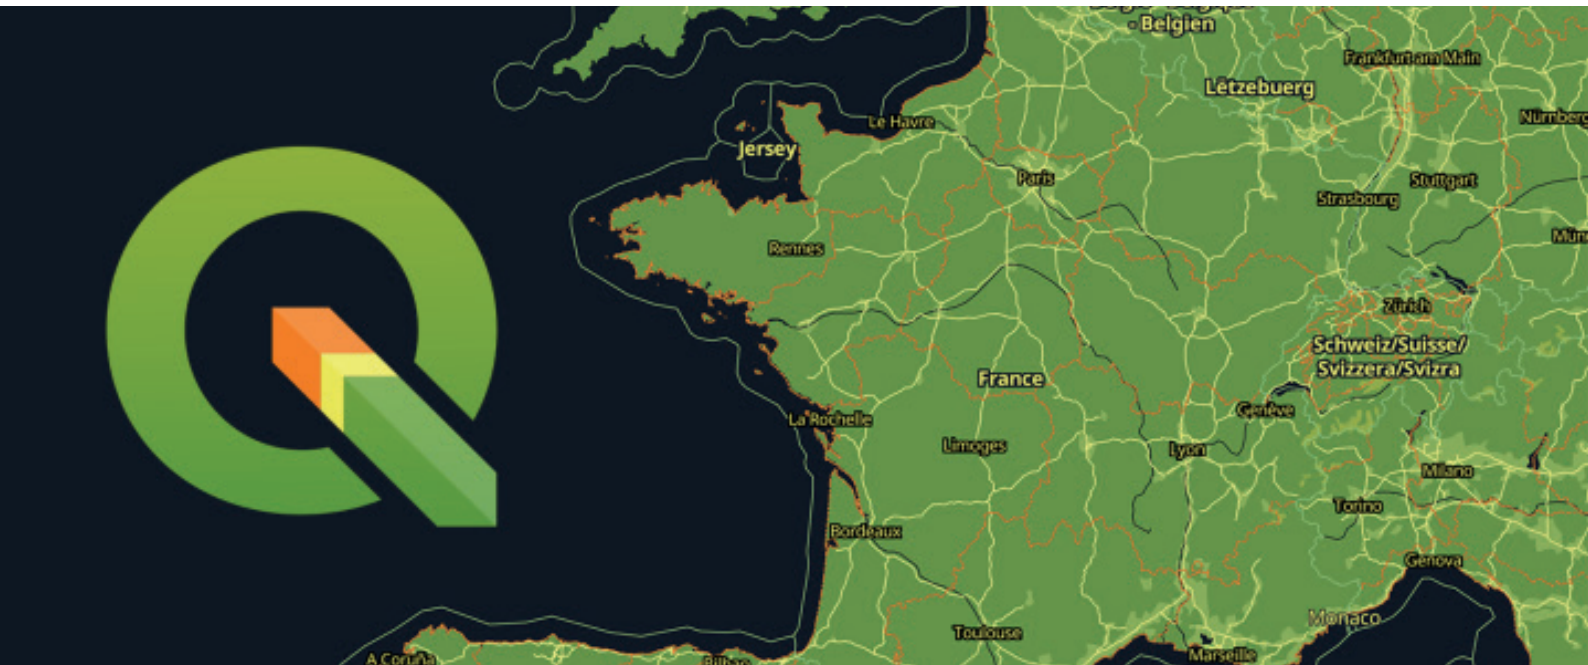 - Belgien
Frankfurt am Main
Lëtzebuerg
Nürnberg
Le Havre
Jersey
Paris
Stuttgart
Strasbourg
Rennes
Zürich
Schweiz/Suisse/
Svizzera/Svizra
France
Genève
La Rochelle
Limoges
Lyon
Milano
Torino
Bordeaux
Genova
Monaco
Toulouse
Marseille
A Coruña